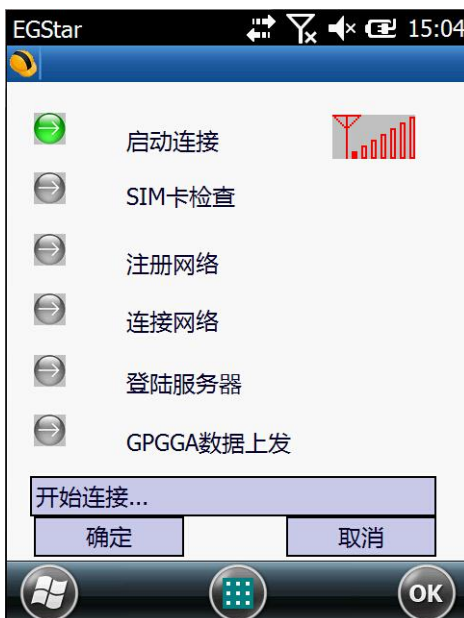 EGStar 15:04
启动连接
SIM卡检查
注册网络
连接网络
登陆服务器
GPGGA数据上发
开始连接...
确定 取消
OK